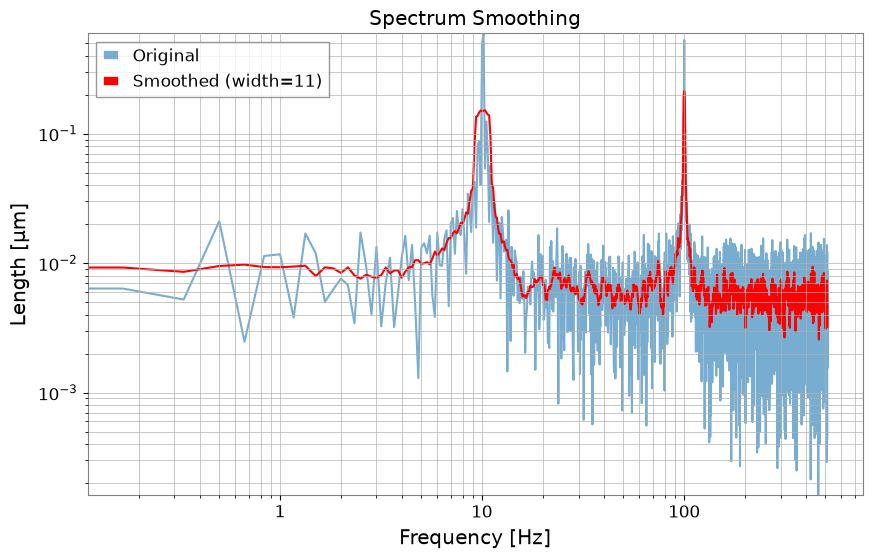 Spectrum Smoothing
Original
Smoothed (width=11)
Length [μm]
10⁻¹
10⁻²
10⁻³
1
10
100
Frequency [Hz]